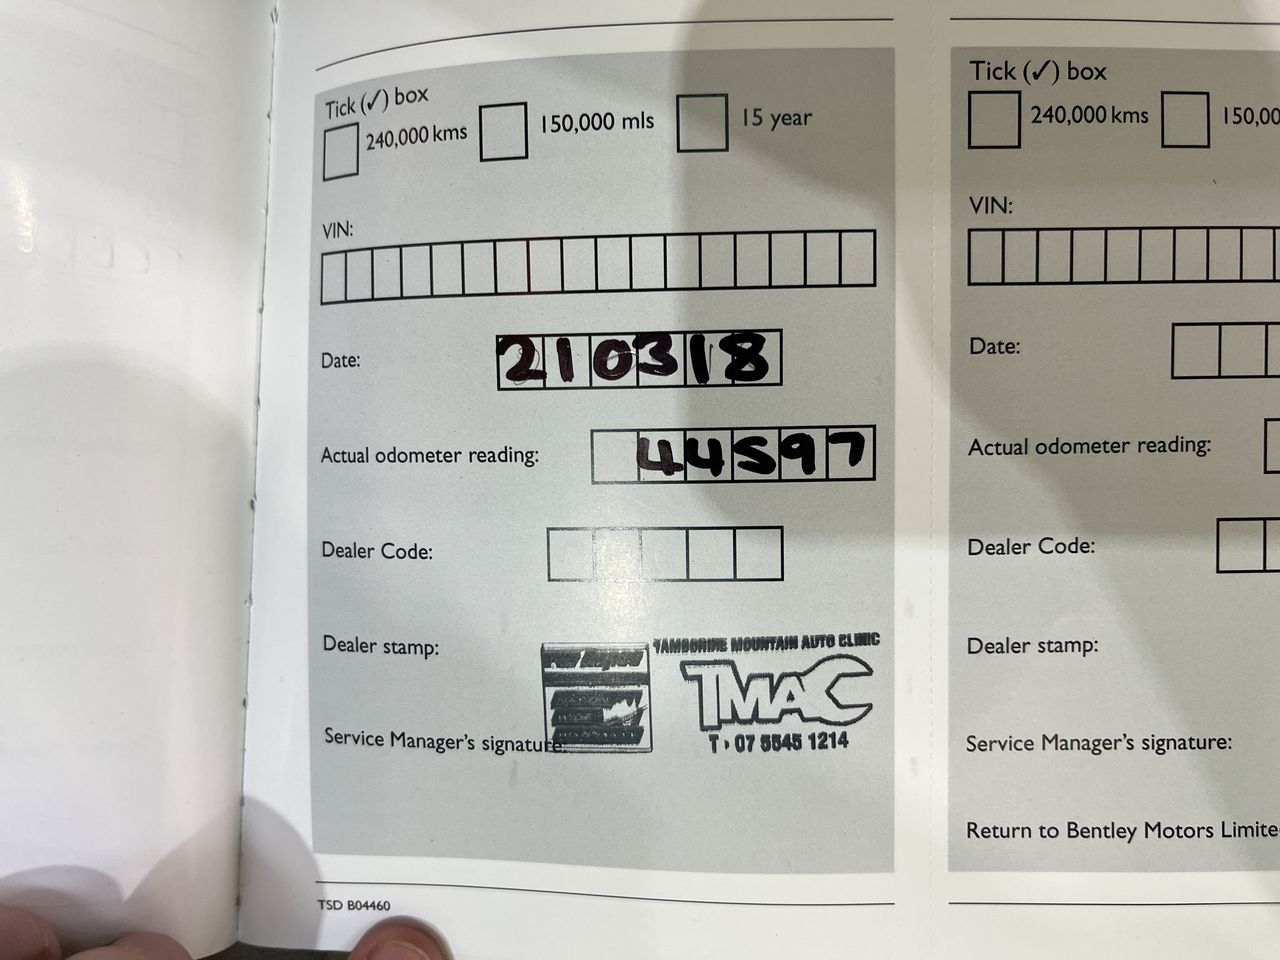 Tick (✓) box
240,000 kms 150,000 mls 15 year
VIN:
Date: 210318
Actual odometer reading: 44597
Dealer Code:
Dealer stamp:
TAMBORINE MOUNTAIN AUTO CLINIC
TMAC
T 07 5545 1214
Service Manager's signature:
TSD B04460
Tick (✓) box
240,000 kms 150,00
VIN:
Date:
Actual odometer reading:
Dealer Code:
Dealer stamp:
Service Manager's signature:
Return to Bentley Motors Limite